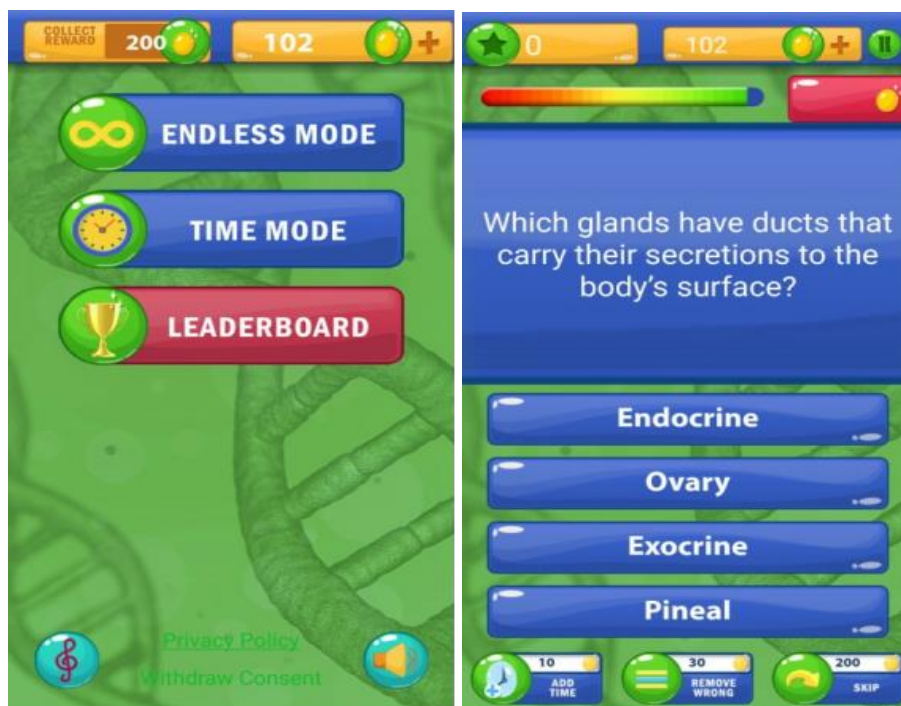 COLLECT
REWARD
200
102
ENDLESS MODE
TIME MODE
LEADERBOARD
Privacy Policy
Withdraw Consent
0
102
Which glands have ducts that
carry their secretions to the
body's surface?
Endocrine
Ovary
Exocrine
Pineal
10
ADD
TIME
30
REMOVE
WRONG
200
SKIP